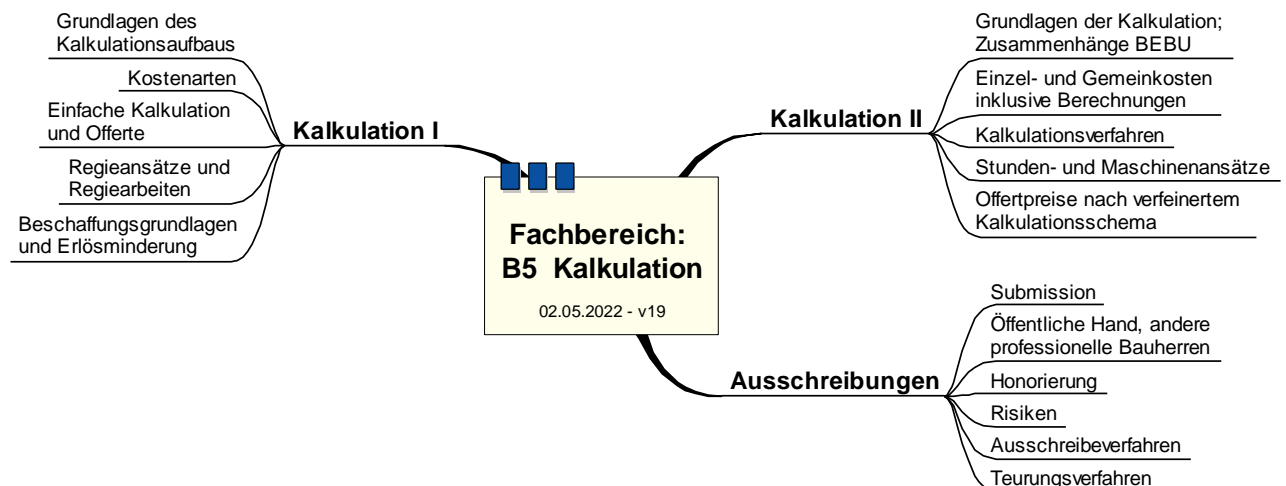 Grundlagen des
Kalkulationsaufbaus
Kostenarten
Einfache Kalkulation
und Offerte
Regieansätze und
Regiearbeiten
Beschaffungsgrundlagen
und Erlösminderung
Kalkulation I
Fachbereich:
B5 Kalkulation
02.05.2022 - v19
Kalkulation II
Grundlagen der Kalkulation;
Zusammenhänge BEBU
Einzel- und Gemeinkosten
inklusive Berechnungen
Kalkulationsverfahren
Stunden- und Maschinenansätze
Offertpreise nach verfeinertem
Kalkulationsschema
Ausschreibungen
Submission
Öffentliche Hand, andere
professionelle Bauherren
Honorierung
Risiken
Ausschreibeverfahren
Teurungsverfahren